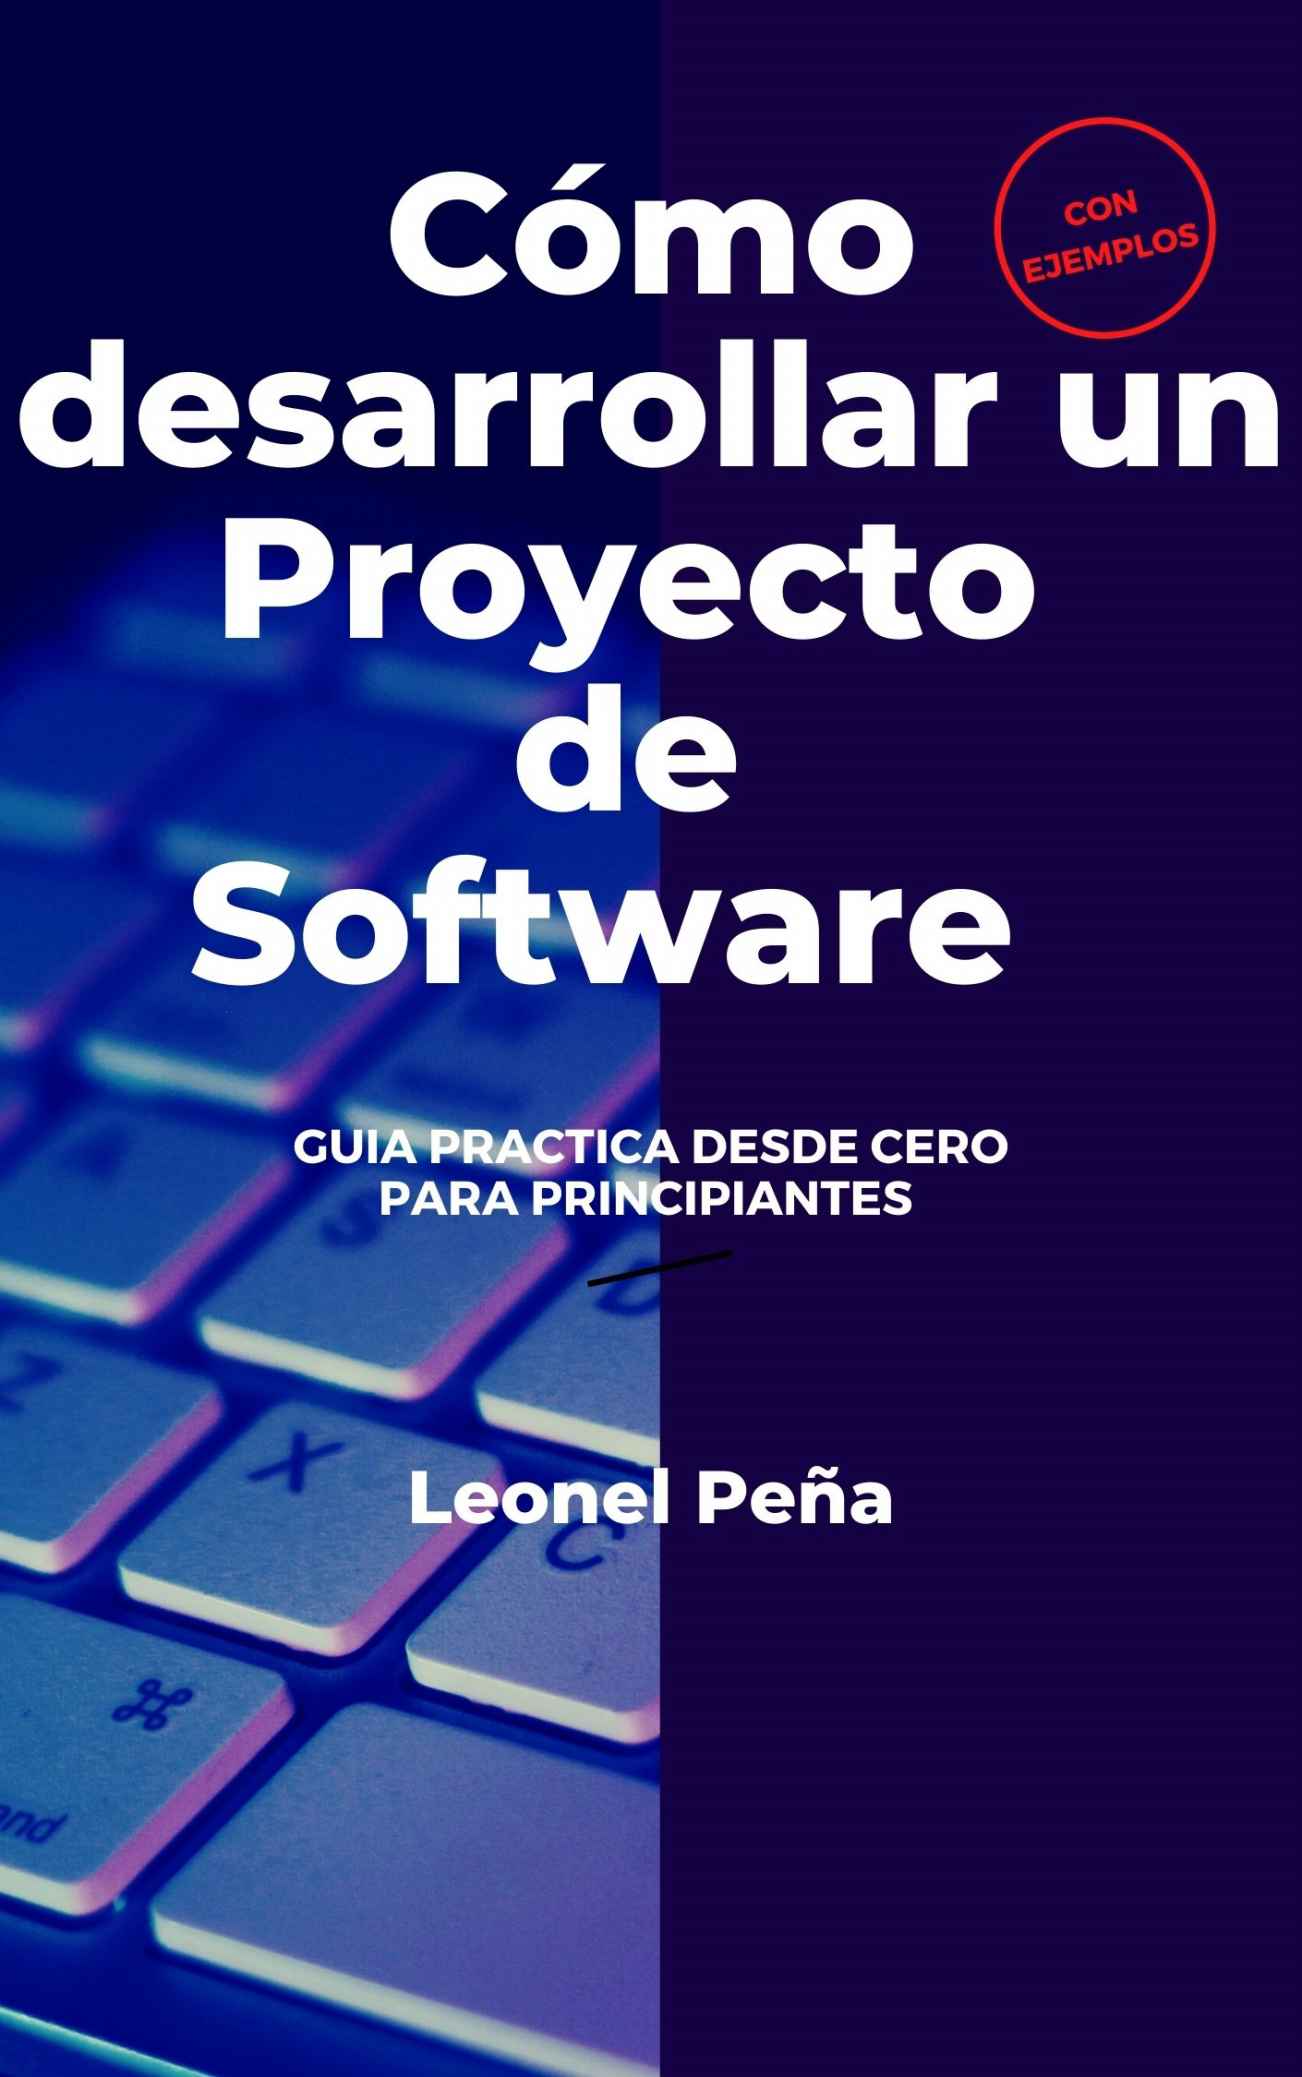 Cómo
CON
EJEMPLOS
desarrollar un
Proyecto
de
Software
GUIA PRACTICA DESDE CERO
PARA PRINCIPIANTES
S
D
Z
X
Leonel Peña
C
⌘